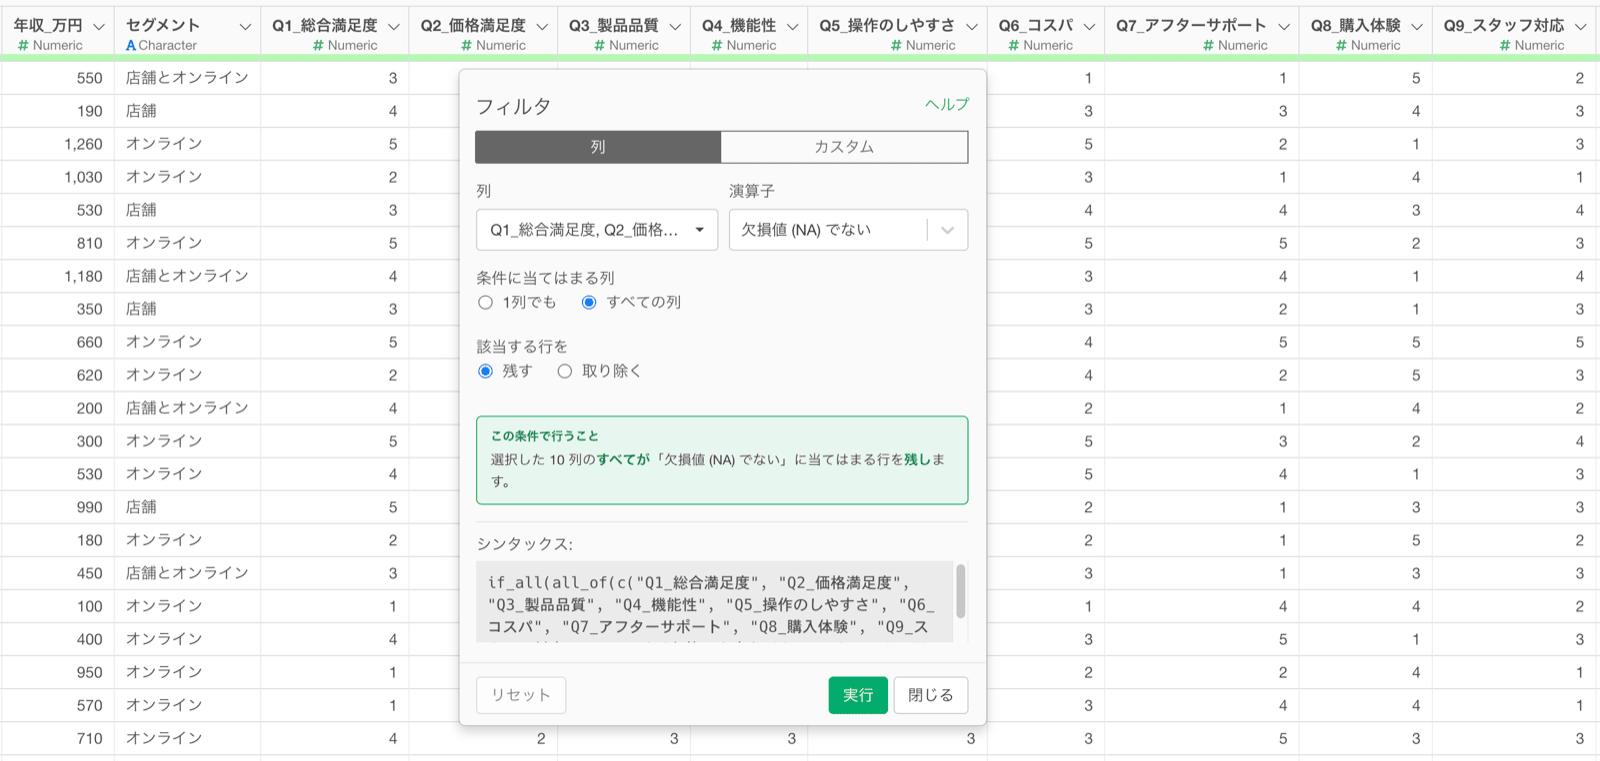 年収_万円 セグメント Q1_総合満足度 Q2_価格満足度 Q3_製品品質 Q4_機能性 Q5_操作のしやすさ Q6_コスパ Q7_アフターサポート Q8_購入体験 Q9_スタッフ対応
# Numeric A Character # Numeric # Numeric # Numeric # Numeric # Numeric # Numeric # Numeric # Numeric # Numeric
550 店舗とオンライン 3 1 1 5 2
190 店舗 4 3 3 4 3
1,260 オンライン 5 5 2 1 3
1,030 オンライン 2 3 1 4 1
530 店舗 3 4 4 3 4
810 オンライン 5 5 5 2 3
1,180 店舗とオンライン 4 3 4 1 4
350 店舗 3 3 2 1 3
660 オンライン 5 4 5 5 5
620 オンライン 2 4 2 5 3
200 店舗とオンライン 4 2 1 4 2
300 オンライン 5 5 3 2 4
530 オンライン 4 5 4 1 3
990 店舗 5 2 1 3 3
180 オンライン 2 2 1 5 2
450 店舗とオンライン 3 3 1 3 3
100 オンライン 1 1 4 4 2
400 オンライン 4 3 5 1 3
950 オンライン 1 2 2 4 1
570 オンライン 1 3 4 4 1
710 オンライン 4 2 3 3 3 3 5 3 3
フィルタ ヘルプ
列 カスタム
列 演算子
Q1_総合満足度, Q2_価格... 欠損値 (NA) でない
条件に当てはまる列
1列でも すべての列
該当する行を
残す 取り除く
この条件で行うこと
選択した 10 列のすべてが「欠損値 (NA) でない」に当てはまる行を残しま
す。
シンタックス:
if_all(all_of(c("Q1_総合満足度", "Q2_価格満足度",
"Q3_製品品質", "Q4_機能性", "Q5_操作のしやすさ", "Q6_
コスパ", "Q7_アフターサポート", "Q8_購入体験", "Q9_ス
リセット 実行 閉じる